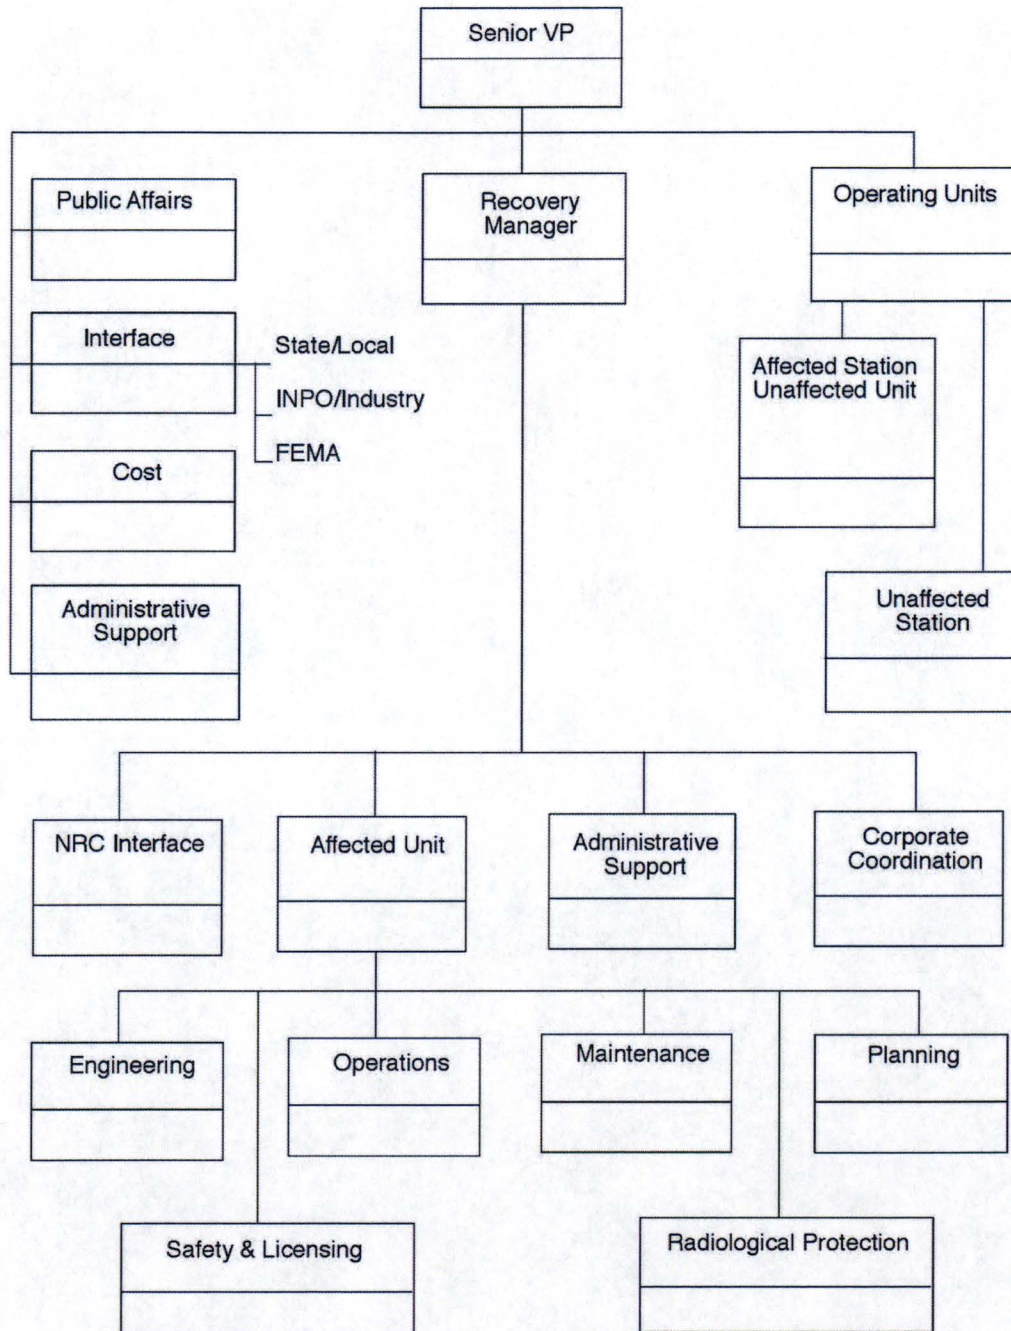 Senior VP
Public Affairs
Recovery
Manager
Operating Units
Interface
State/Local
INPO/Industry
FEMA
Affected Station
Unaffected Unit
Cost
Administrative
Support
Unaffected
Station
NRC Interface
Affected Unit
Administrative
Support
Corporate
Coordination
Engineering
Operations
Maintenance
Planning
Safety & Licensing
Radiological Protection